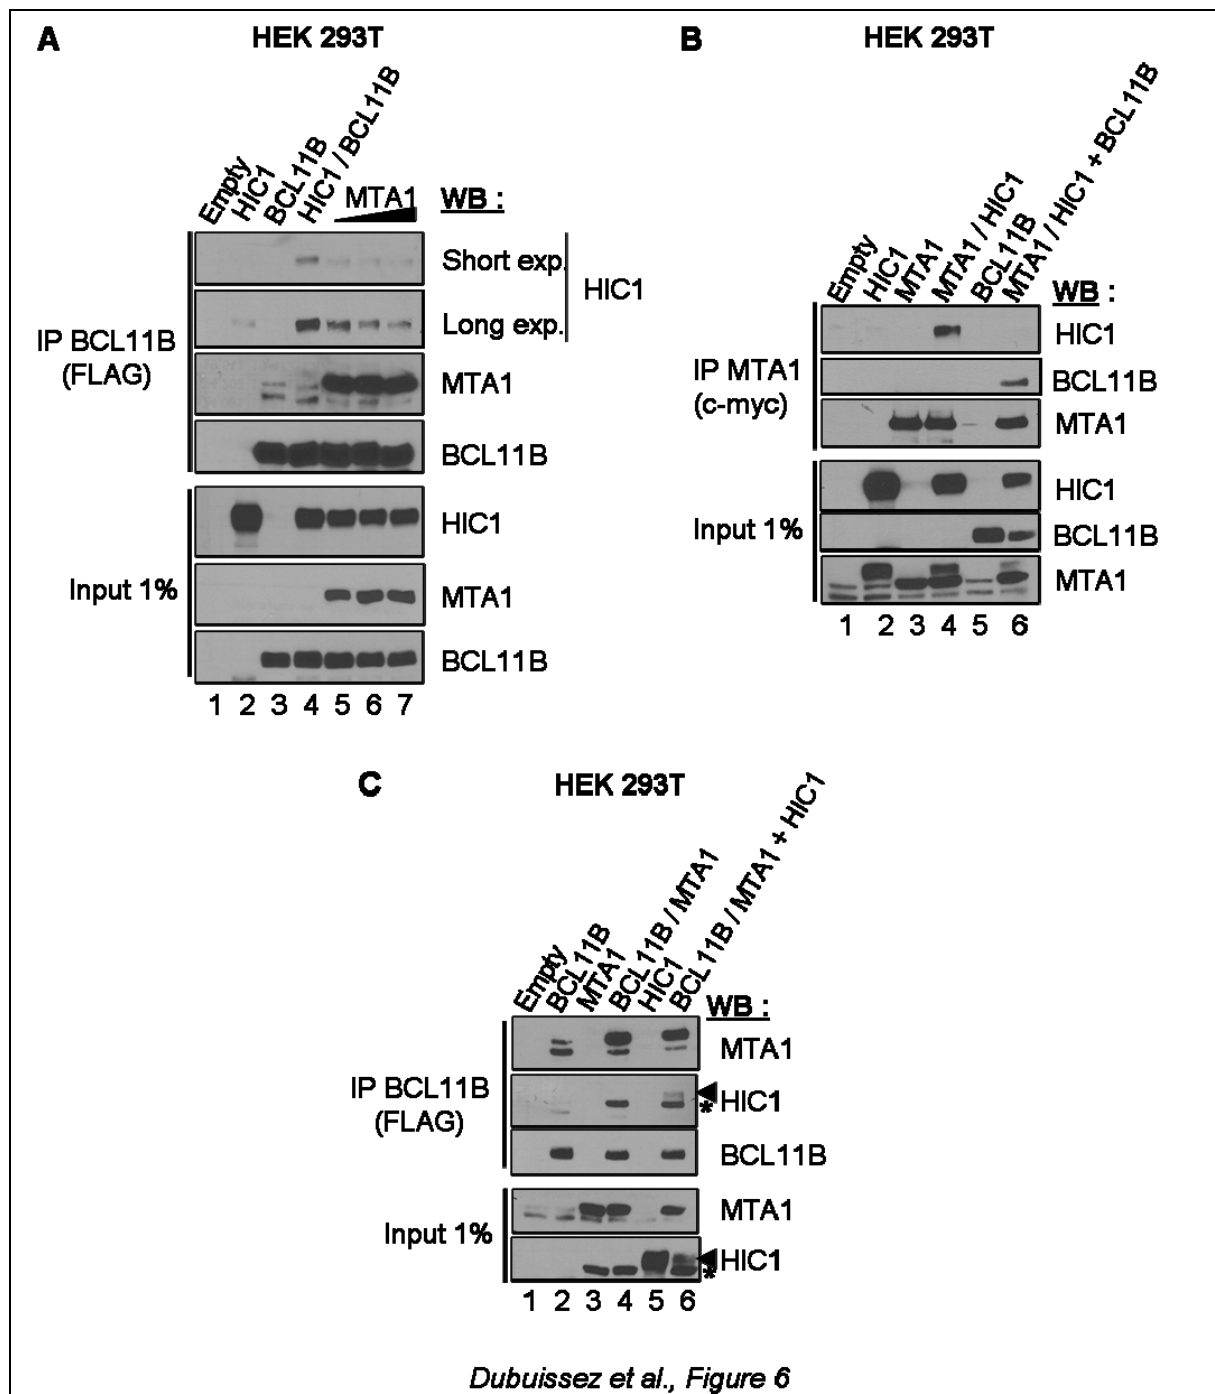 A
HEK 293T
Empty
HIC1
BCL11B
HIC1 / BCL11B
MTA1
WB :
Short exp.
Long exp.
HIC1
IP BCL11B
(FLAG)
MTA1
BCL11B
HIC1
Input 1%
MTA1
BCL11B
1 2 3 4 5 6 7
B
HEK 293T
Empty
HIC1
MTA1
MTA1 / HIC1
BCL11B
MTA1 / HIC1 + BCL11B
WB :
HIC1
IP MTA1
(c-myc)
BCL11B
MTA1
HIC1
Input 1%
BCL11B
MTA1
1 2 3 4 5 6
C
HEK 293T
Empty
BCL11B
MTA1
BCL11B / MTA1
HIC1
BCL11B / MTA1 + HIC1
WB :
MTA1
IP BCL11B
(FLAG)
* HIC1
BCL11B
MTA1
Input 1%
* HIC1
1 2 3 4 5 6
Dubuissez et al., Figure 6